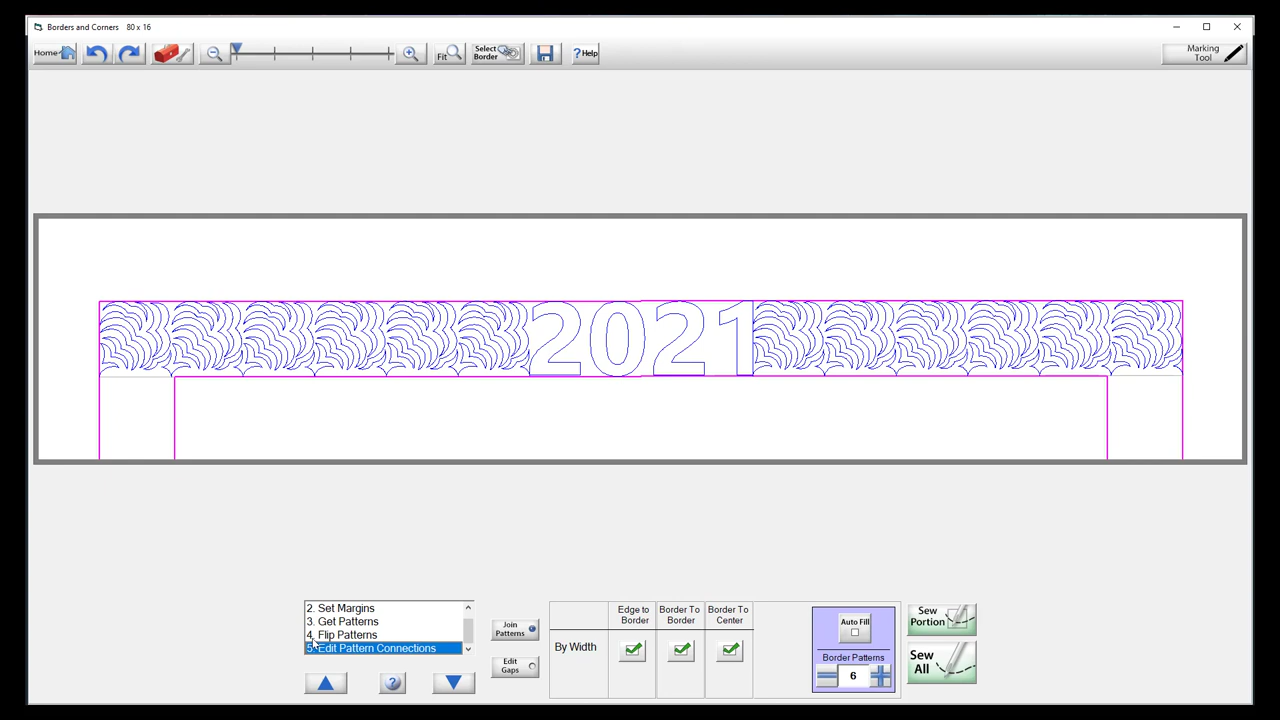 Borders and Corners 80 x 16
Home
Fit
Select Border
?Help
Marking Tool
2021
2. Set Margins
3. Get Patterns
4. Flip Patterns
5. Edit Pattern Connections
Join Patterns
Edit Gaps
?
Edge to Border
Border To Border
Border To Center
By Width
Auto Fill
Border Patterns
6
Sew Portion
Sew All